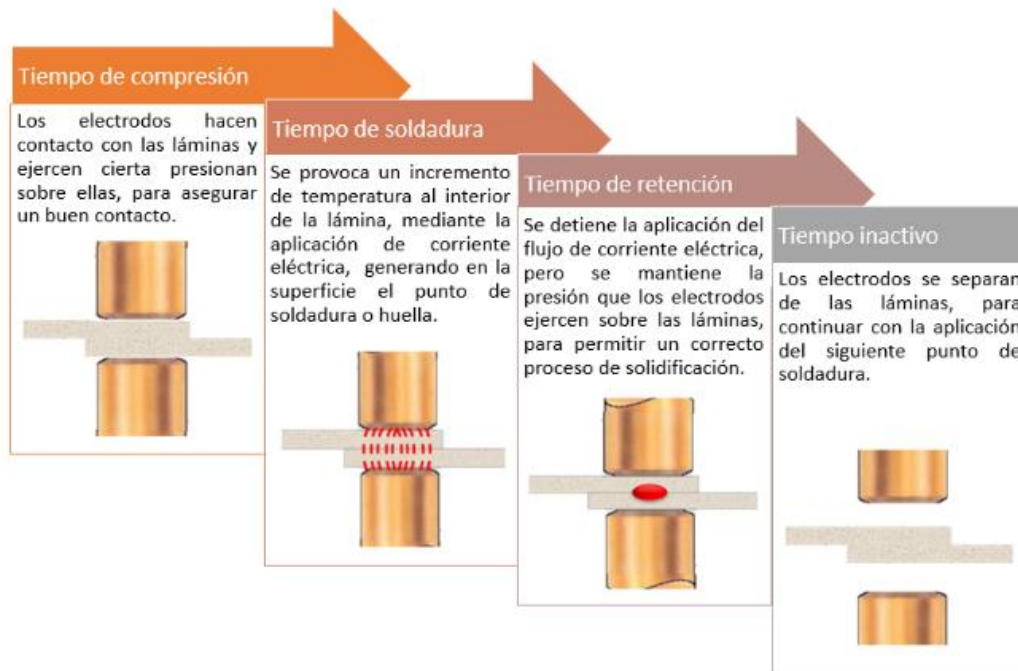 Tiempo de compresión
Los electrodos hacen
contacto con las láminas y
ejercen cierta presionan
sobre ellas, para asegurar
un buen contacto.
Tiempo de soldadura
Se provoca un incremento
de temperatura al interior
de la lámina, mediante la
aplicación de corriente
eléctrica, generando en la
superficie el punto de
soldadura o huella.
Tiempo de retención
Se detiene la aplicación del
flujo de corriente eléctrica,
pero se mantiene la
presión que los electrodos
ejercen sobre las láminas,
para permitir un correcto
proceso de solidificación.
Tiempo inactivo
Los electrodos se separan
de las láminas, para
continuar con la aplicación
del siguiente punto de
soldadura.